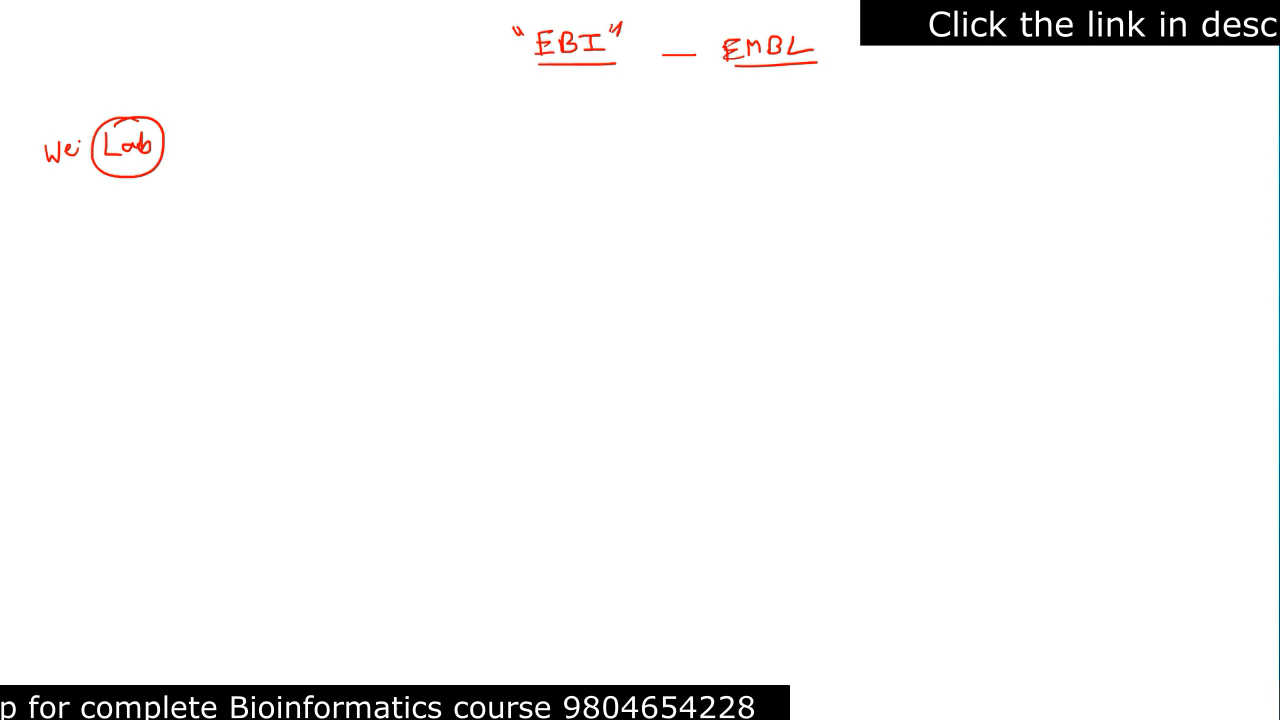 Click the link in desc
"EBI" — EMBL
We: Lab
p for complete Bioinformatics course 9804654228